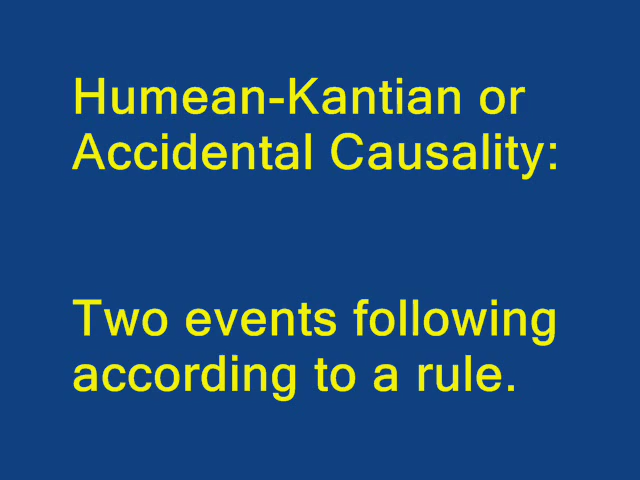 Humean-Kantian or
Accidental Causality:
Two events following
according to a rule.